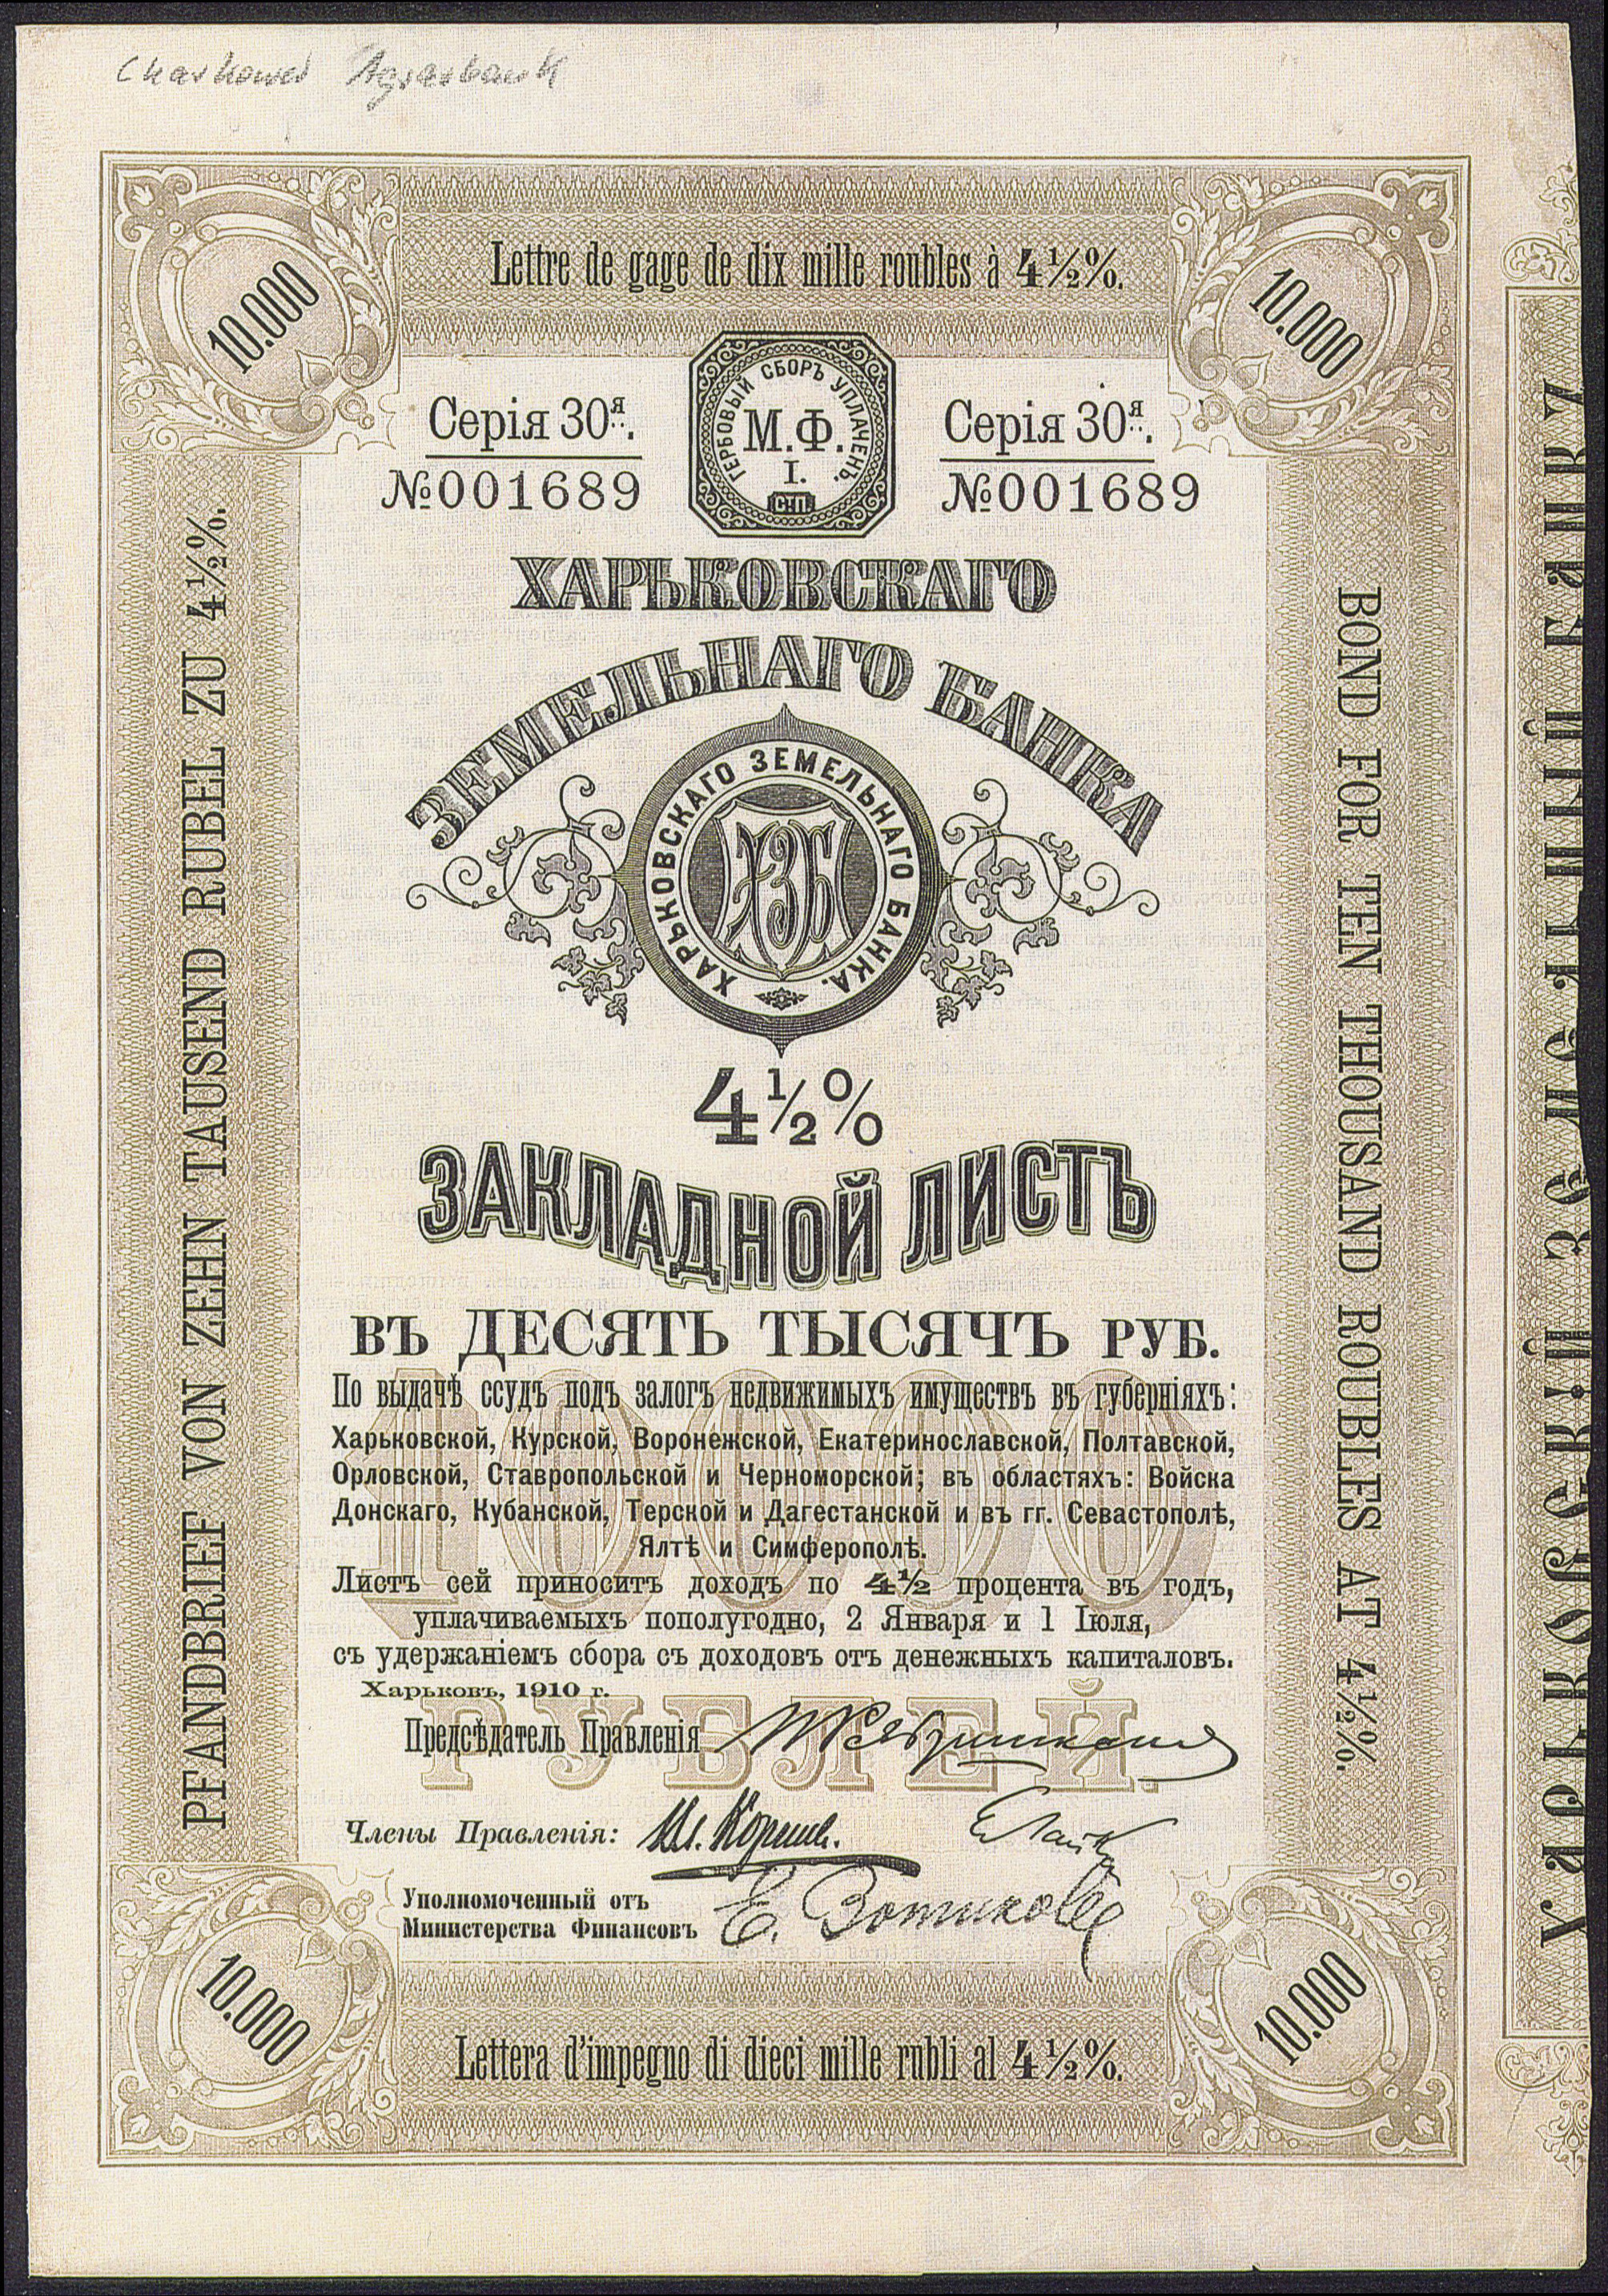 Charkower Agrarbank
Lettre de gage de dix mille roubles à 4½%.
10.000
10.000
Серія 30я.
№001689
ГЕРБОВЫЙ СБОРЪ УПЛАЧЕНЪ.
М.Ф.
I.
С.П.
Серія 30я.
№001689
ХАРЬКОВСКАГО
ЗЕМЕЛЬНАГО БАНКА
ХАРЬКОВСКАГО ЗЕМЕЛЬНАГО БАНКА.
ХЗБ
4½%
ЗАКЛАДНОЙ ЛИСТЪ
ВЪ ДЕСЯТЬ ТЫСЯЧЪ РУБ.
10000
По выдачѣ ссудъ подъ залогъ недвижимыхъ имуществъ въ губерніяхъ:
Харьковской, Курской, Воронежской, Екатеринославской, Полтавской,
Орловской, Ставропольской и Черноморской; въ областяхъ: Войска
Донскаго, Кубанской, Терской и Дагестанской и въ гг. Севастополѣ,
Ялтѣ и Симферополѣ.
Листъ сей приноситъ доходъ по 4½ процента въ годъ,
уплачиваемыхъ пополугодно, 2 Января и 1 Іюля,
съ удержаніемъ сбора съ доходовъ отъ денежныхъ капиталовъ.
Харьковъ, 1910 г.
РУБЛЕЙ.
Предсѣдатель Правленія
Члены Правленія:
Уполномоченный отъ
Министерства Финансовъ
10.000
10.000
Lettera d'impegno di dieci mille rubli al 4½%.
PFANDBRIEF VON ZEHN TAUSEND RUBEL ZU 4½%.
BOND FOR TEN THOUSAND ROUBLES AT 4½%.